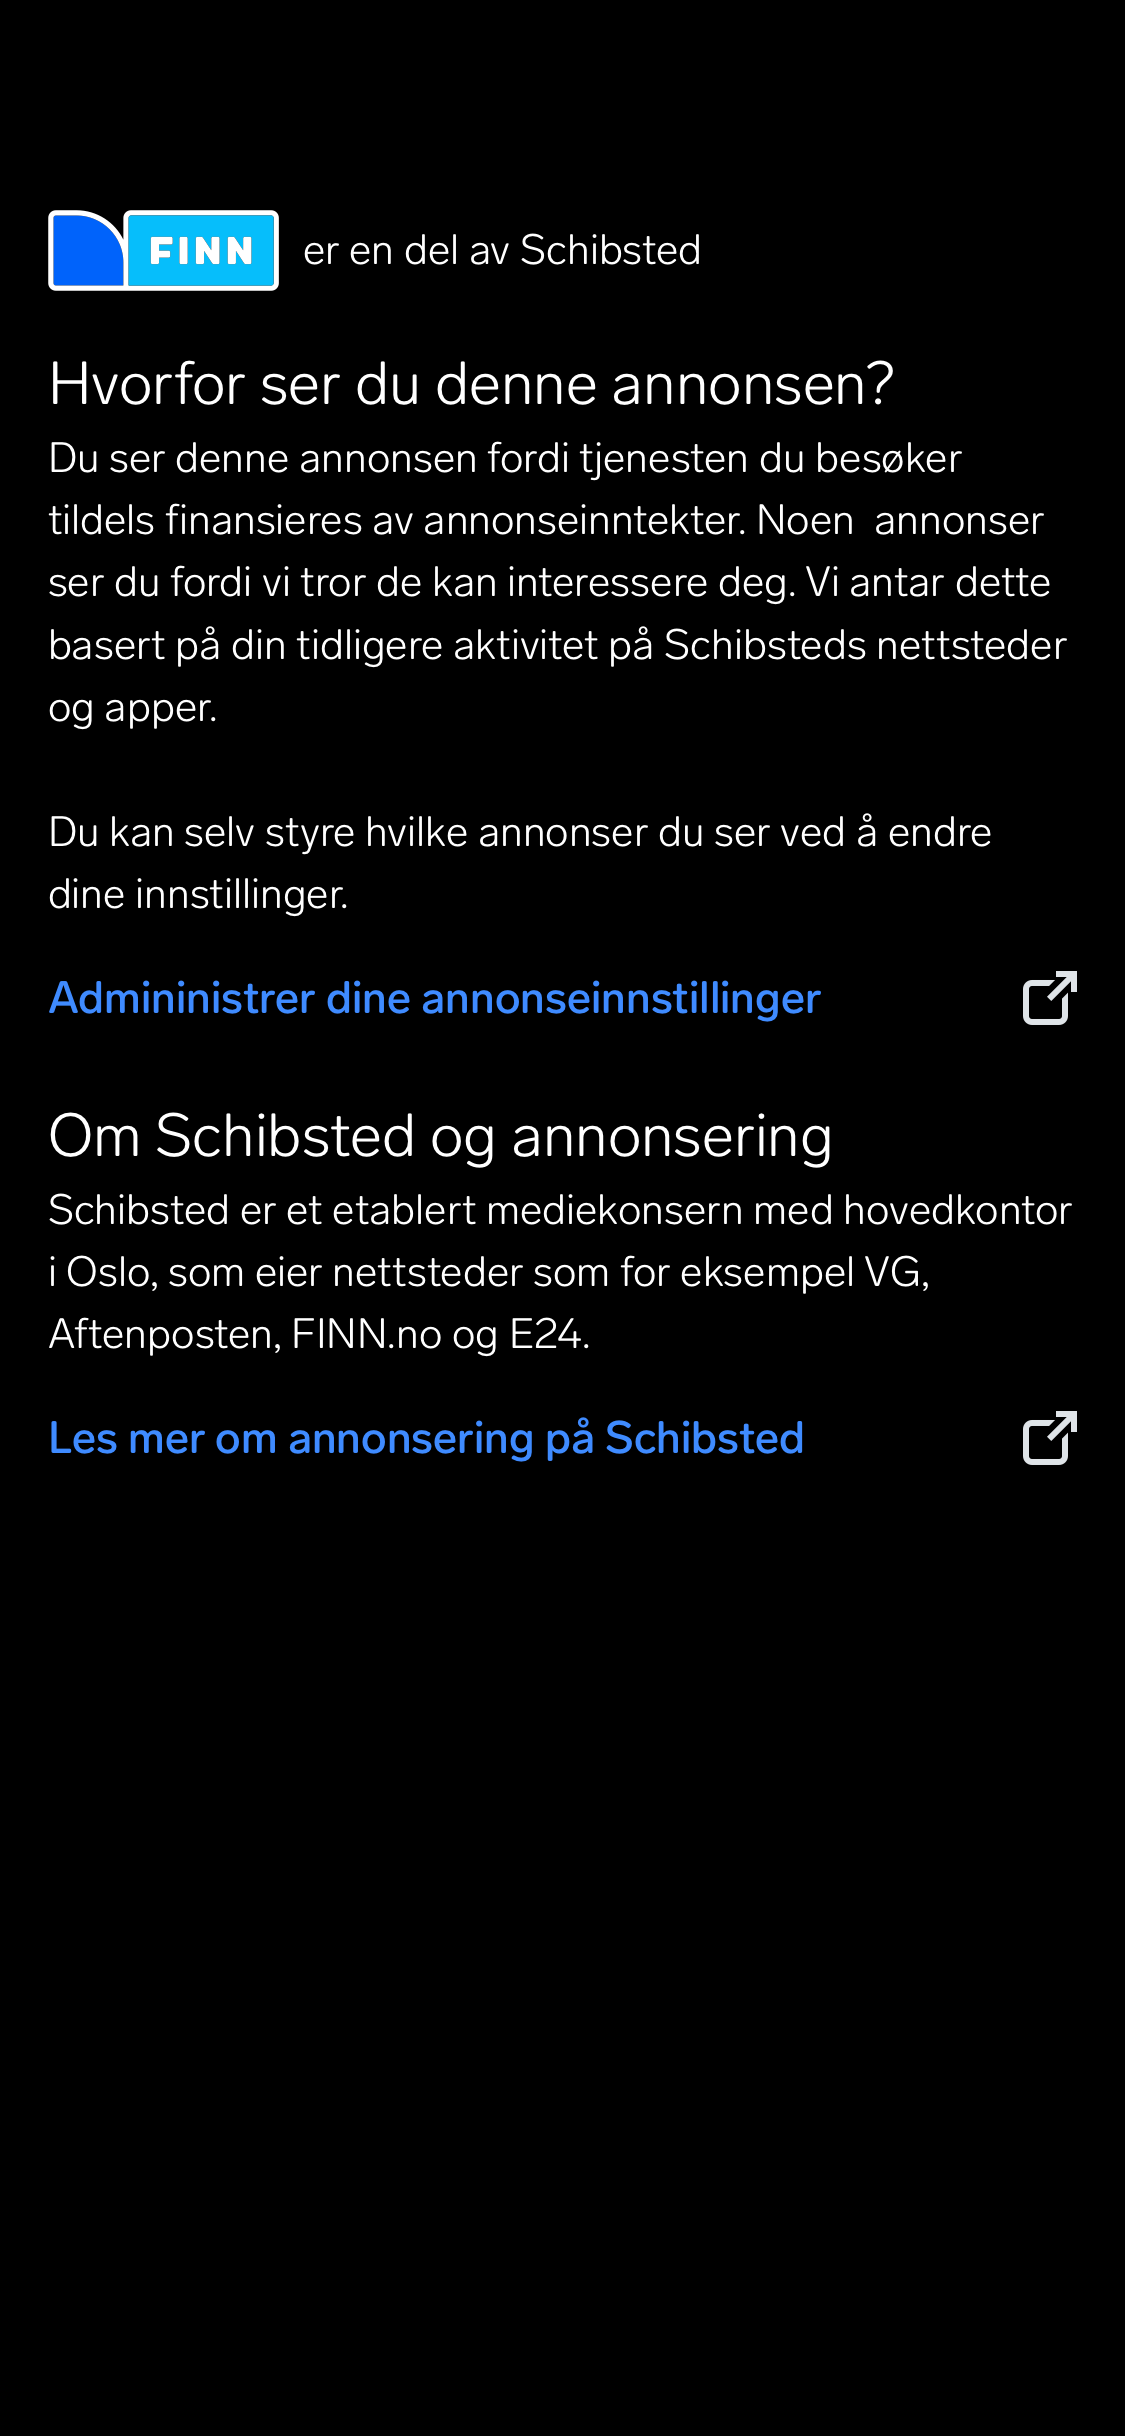 FINN er en del av Schibsted
Hvorfor ser du denne annonsen?
Du ser denne annonsen fordi tjenesten du besøker
tildels finansieres av annonseinntekter. Noen  annonser
ser du fordi vi tror de kan interessere deg. Vi antar dette
basert på din tidligere aktivitet på Schibsteds nettsteder
og apper.
Du kan selv styre hvilke annonser du ser ved å endre
dine innstillinger.
Admininistrer dine annonseinnstillinger
Om Schibsted og annonsering
Schibsted er et etablert mediekonsern med hovedkontor
i Oslo, som eier nettsteder som for eksempel VG,
Aftenposten, FINN.no og E24.
Les mer om annonsering på Schibsted